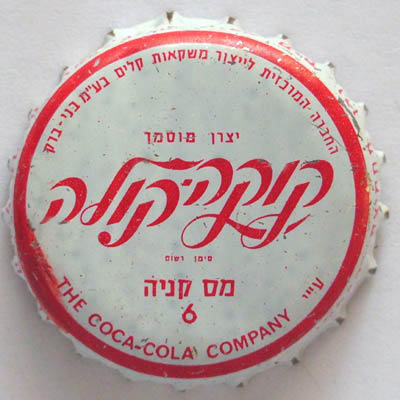 החברה המרכזית לייצור משקאות קלים בע"מ בני-ברק
יצרן מוסמך
קוקה-קולה
סימן רשום
מס קניה
6
ע"י THE COCA-COLA COMPANY